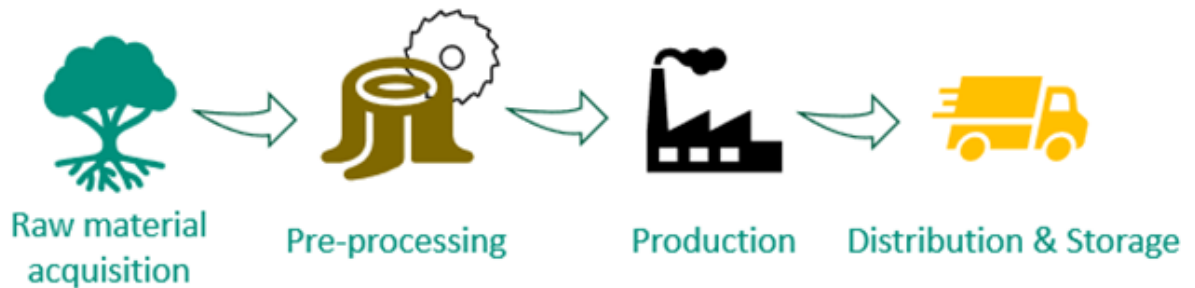 Raw material
acquisition
Pre-processing
Production
Distribution & Storage